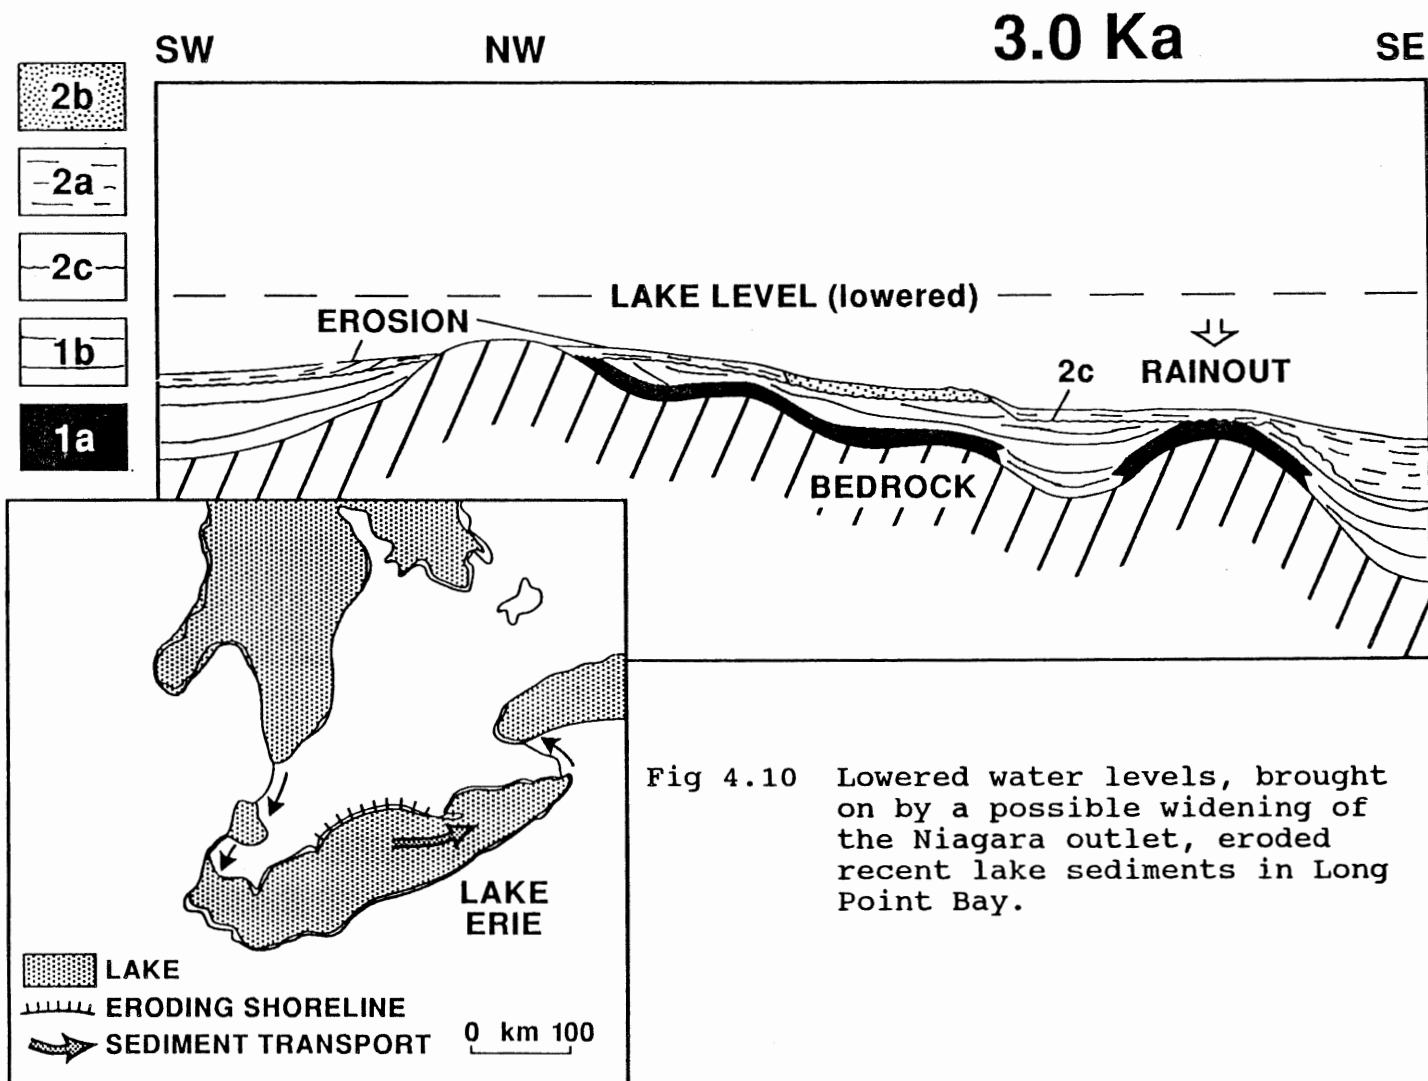 SW NW 3.0 Ka SE
2b
2a
2c
1b
1a
LAKE LEVEL (lowered)
EROSION
2c RAINOUT
BEDROCK
LAKE
ERIE
LAKE
ERODING SHORELINE
SEDIMENT TRANSPORT
0 km 100
Fig 4.10 Lowered water levels, brought
on by a possible widening of
the Niagara outlet, eroded
recent lake sediments in Long
Point Bay.